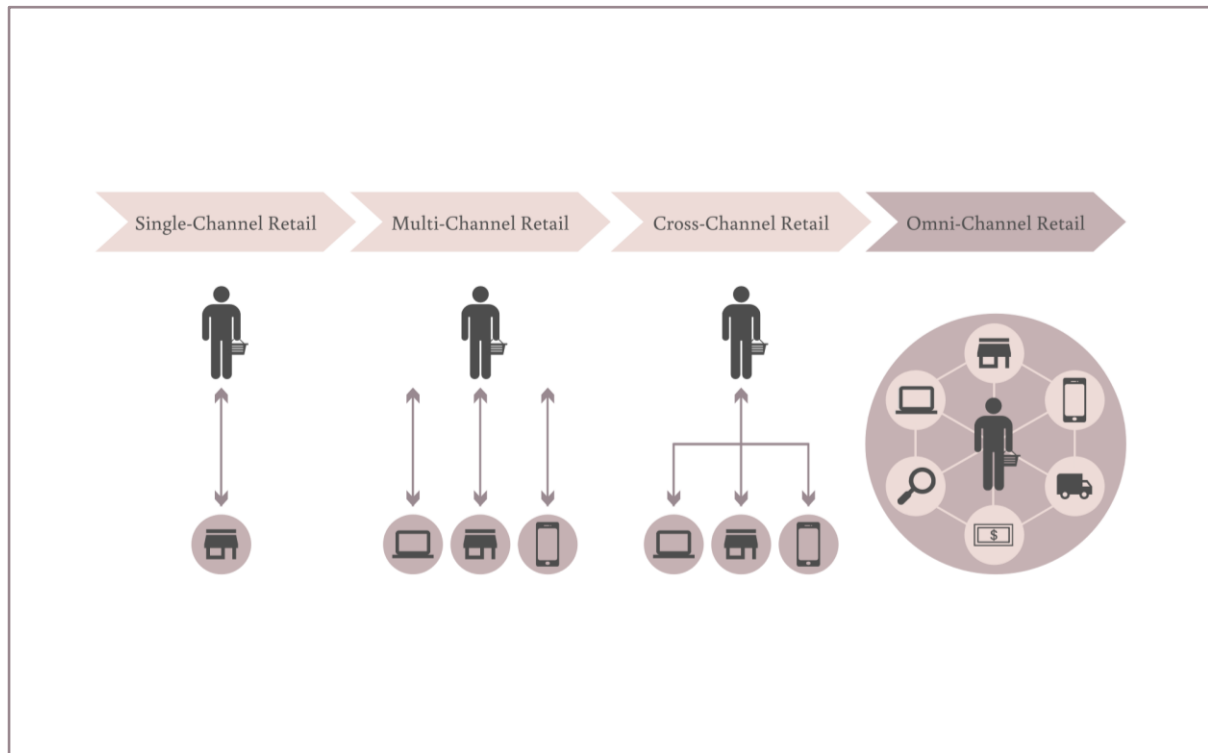 Single-Channel Retail
Multi-Channel Retail
Cross-Channel Retail
Omni-Channel Retail
$